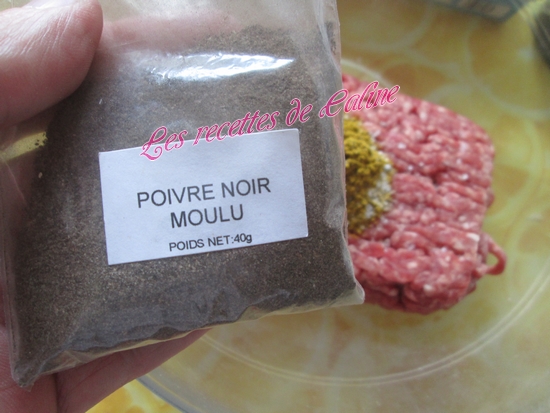 Les recettes de Caline
POIVRE NOIR
MOULU
POIDS NET:40g